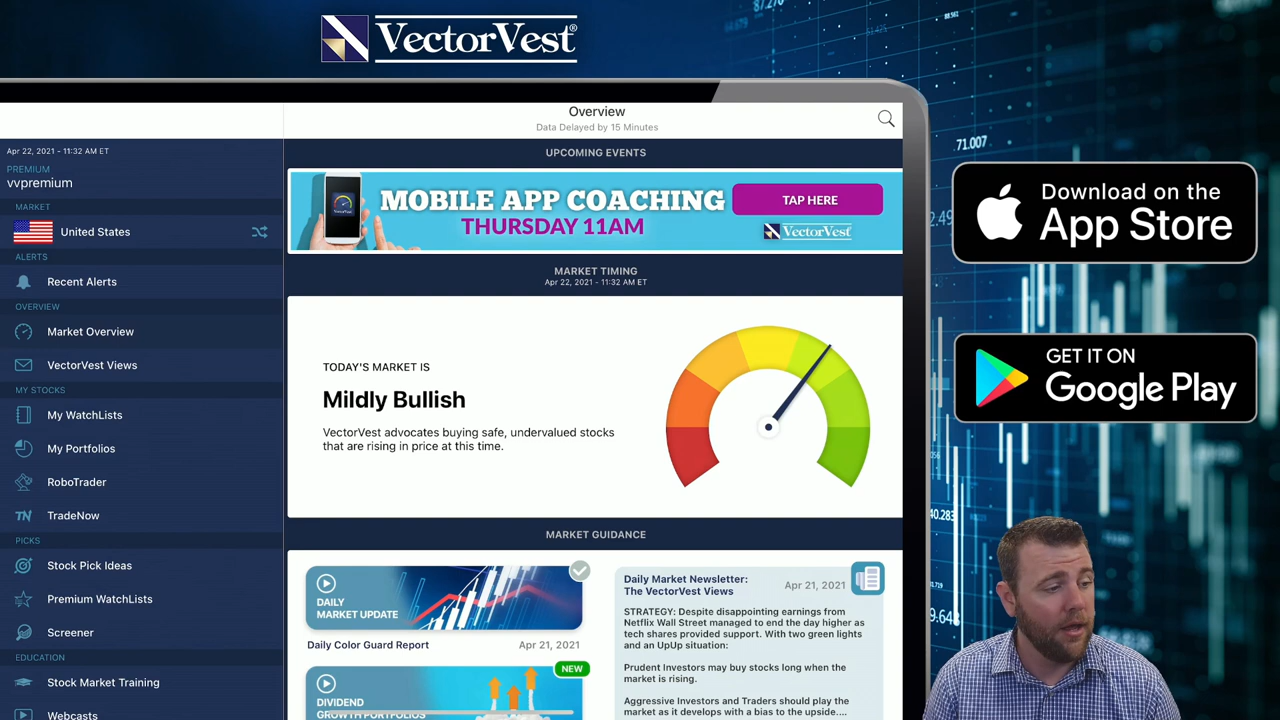 VectorVest®
Overview
Data Delayed by 15 Minutes
Apr 22, 2021 - 11:32 AM ET
PREMIUM
vvpremium
MARKET
United States
ALERTS
Recent Alerts
OVERVIEW
Market Overview
VectorVest Views
MY STOCKS
My WatchLists
My Portfolios
RoboTrader
TradeNow
PICKS
Stock Pick Ideas
Premium WatchLists
Screener
EDUCATION
Stock Market Training
Webcasts
UPCOMING EVENTS
MOBILE APP COACHING
THURSDAY 11AM
TAP HERE
VectorVest
MARKET TIMING
Apr 22, 2021 - 11:32 AM ET
TODAY'S MARKET IS
Mildly Bullish
VectorVest advocates buying safe, undervalued stocks
that are rising in price at this time.
MARKET GUIDANCE
DAILY
MARKET UPDATE
Daily Color Guard Report Apr 21, 2021
NEW
DIVIDEND
GROWTH PORTFOLIOS
Daily Market Newsletter:
The VectorVest Views
Apr 21, 2021
STRATEGY: Despite disappointing earnings from
Netflix Wall Street managed to end the day higher as
tech shares provided support. With two green lights
and an UpUp situation:
Prudent Investors may buy stocks long when the
market is rising.
Aggressive Investors and Traders should play the
market as it develops with a bias to the upside....
Download on the
App Store
GET IT ON
Google Play
71.007
40.283